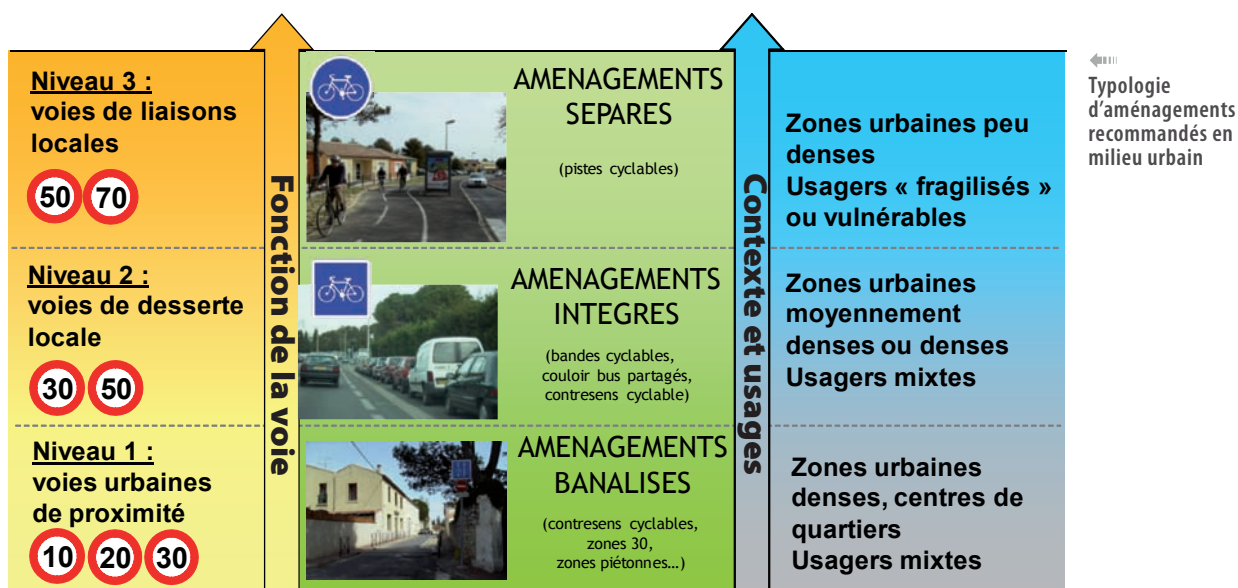 Niveau 3 :
voies de liaisons
locales
50 70
Fonction de la voie
AMENAGEMENTS
SEPARES
(pistes cyclables)
Contexte et usages
Zones urbaines peu
denses
Usagers « fragilisés »
ou vulnérables
Typologie
d'aménagements
recommandés en
milieu urbain
Niveau 2 :
voies de desserte
locale
30 50
AMENAGEMENTS
INTEGRES
(bandes cyclables,
couloir bus partagés,
contresens cyclable)
Zones urbaines
moyennement
denses ou denses
Usagers mixtes
Niveau 1 :
voies urbaines
de proximité
10 20 30
AMENAGEMENTS
BANALISES
(contresens cyclables,
zones 30,
zones piétonnes...)
Zones urbaines
denses, centres de
quartiers
Usagers mixtes